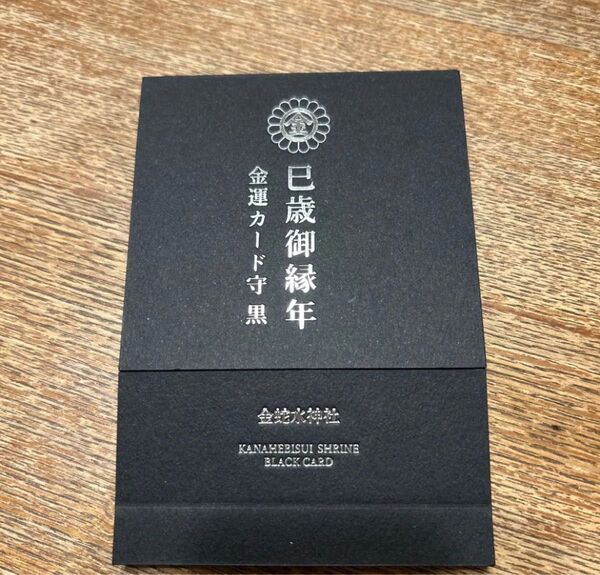 金
巳歳御縁年
金運カード守 黒
金蛇水神社
KANAHEBISUI SHRINE
BLACK CARD